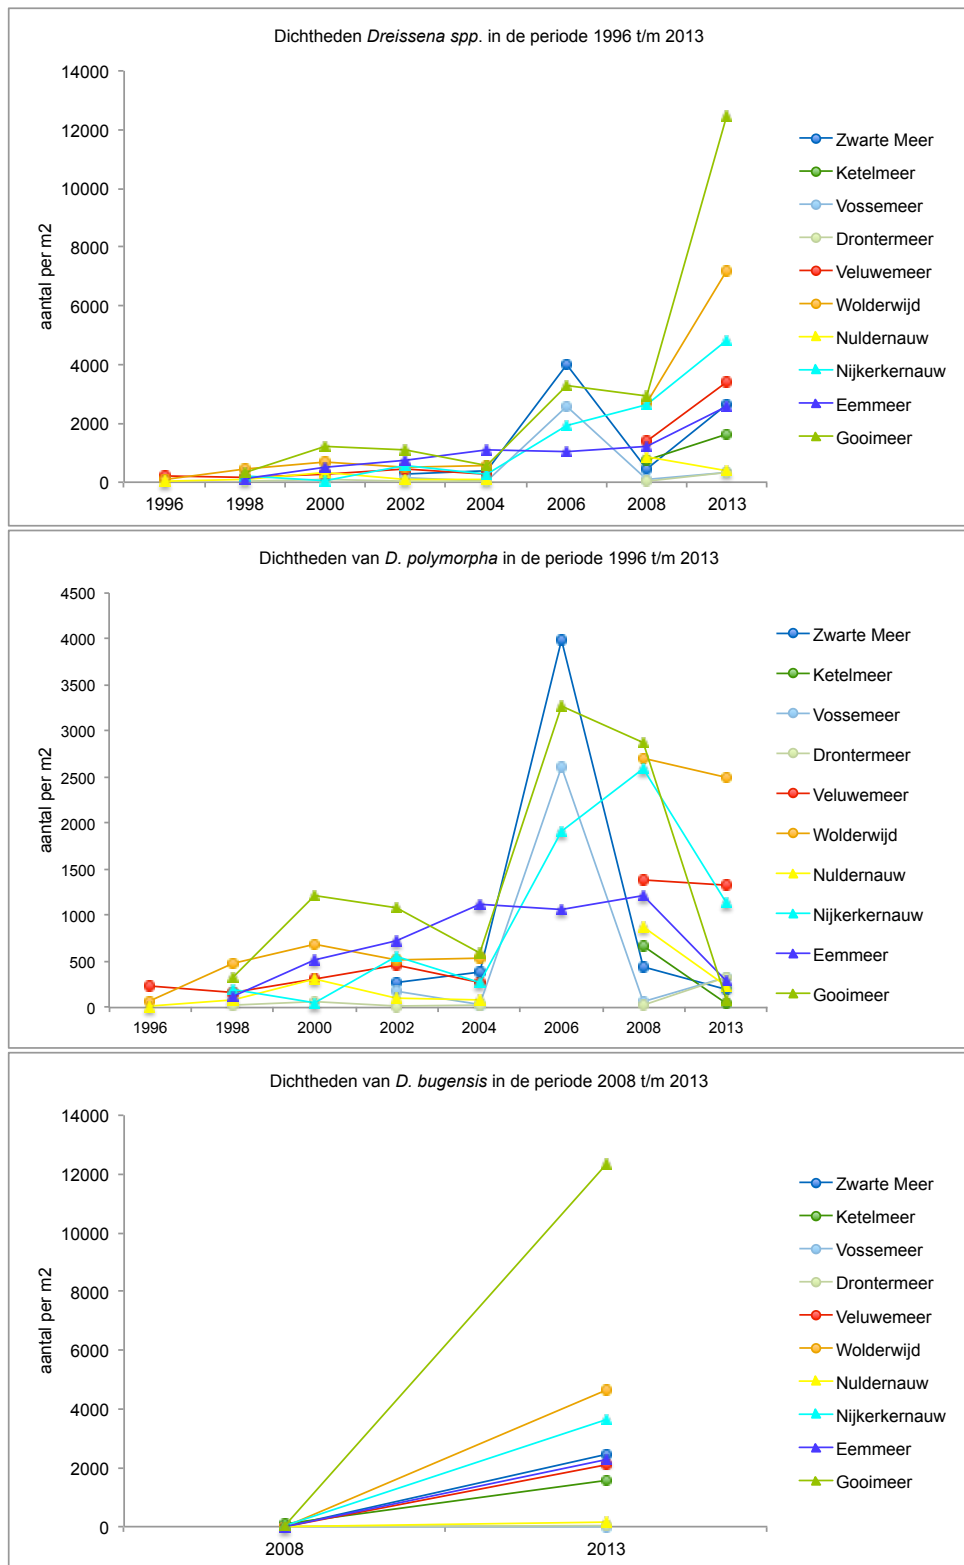 Dichtheden Dreissena spp. in de periode 1996 t/m 2013
14000
12000
10000
8000
6000
4000
2000
0
aantal per m2
1996 1998 2000 2002 2004 2006 2008 2013
Zwarte Meer
Ketelmeer
Vossemeer
Drontermeer
Veluwemeer
Wolderwijd
Nuldernauw
Nijkerkernauw
Eemmeer
Gooimeer
Dichtheden van D. polymorpha in de periode 1996 t/m 2013
4500
4000
3500
3000
2500
2000
1500
1000
500
0
aantal per m2
1996 1998 2000 2002 2004 2006 2008 2013
Zwarte Meer
Ketelmeer
Vossemeer
Drontermeer
Veluwemeer
Wolderwijd
Nuldernauw
Nijkerkernauw
Eemmeer
Gooimeer
Dichtheden van D. bugensis in de periode 2008 t/m 2013
14000
12000
10000
8000
6000
4000
2000
0
aantal per m2
2008 2013
Zwarte Meer
Ketelmeer
Vossemeer
Drontermeer
Veluwemeer
Wolderwijd
Nuldernauw
Nijkerkernauw
Eemmeer
Gooimeer